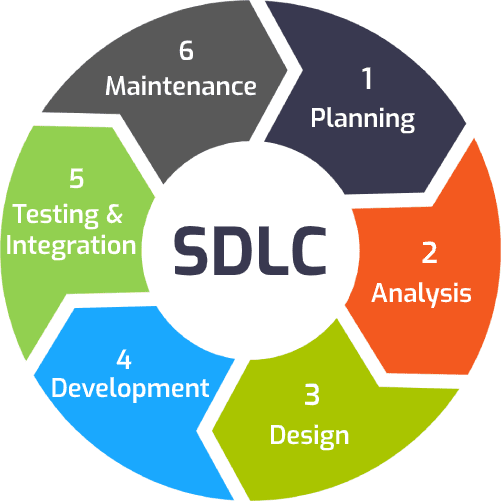 SDLC
1
Planning
2
Analysis
3
Design
4
Development
5
Testing &
Integration
6
Maintenance